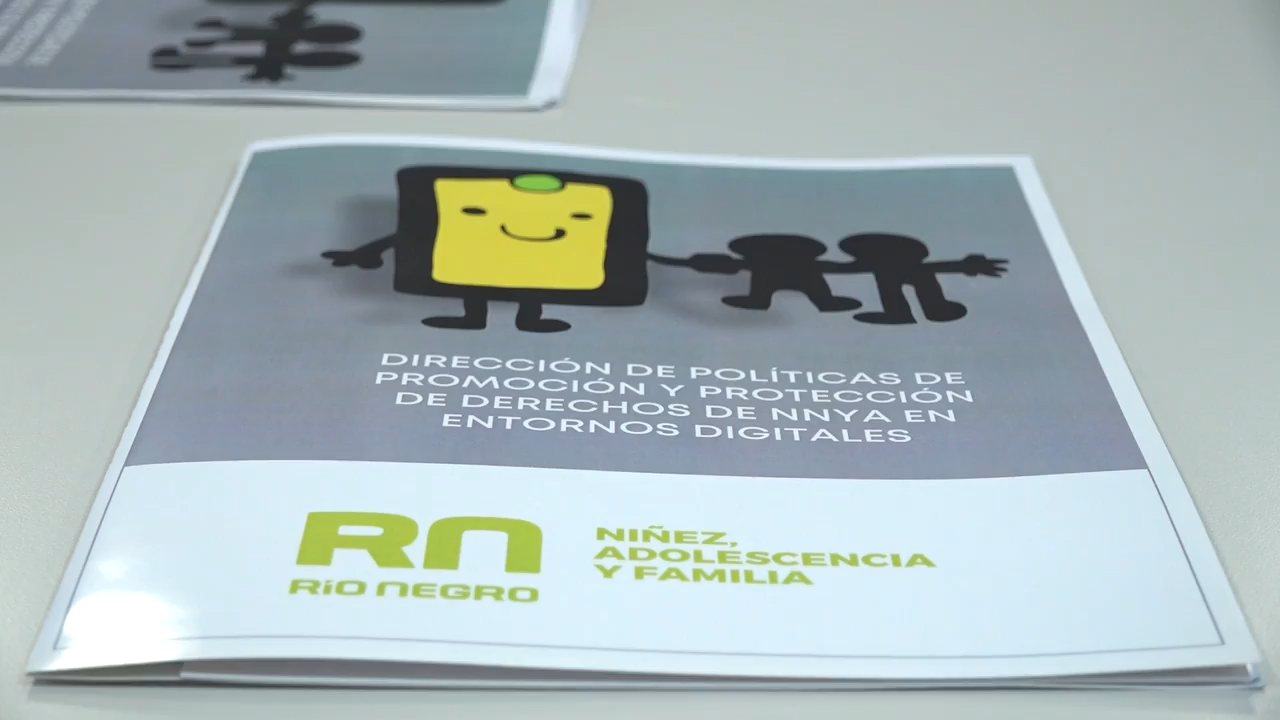 DIRECCIÓN DE POLÍTICAS DE
PROMOCIÓN Y PROTECCIÓN
DE DERECHOS DE NNYA EN
ENTORNOS DIGITALES
RN
RÍO NEGRO
NIÑEZ,
ADOLESCENCIA
Y FAMILIA